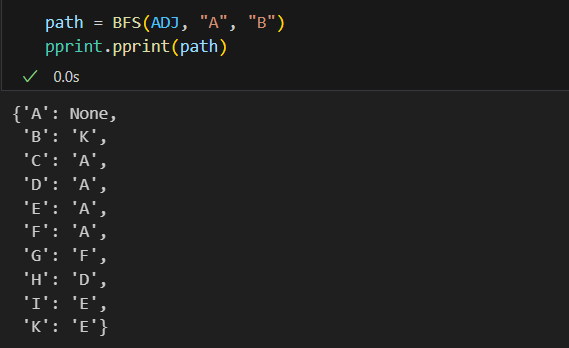 path = BFS(ADJ, "A", "B")
pprint.pprint(path)
0.0s
{'A': None,
 'B': 'K',
 'C': 'A',
 'D': 'A',
 'E': 'A',
 'F': 'A',
 'G': 'F',
 'H': 'D',
 'I': 'E',
 'K': 'E'}